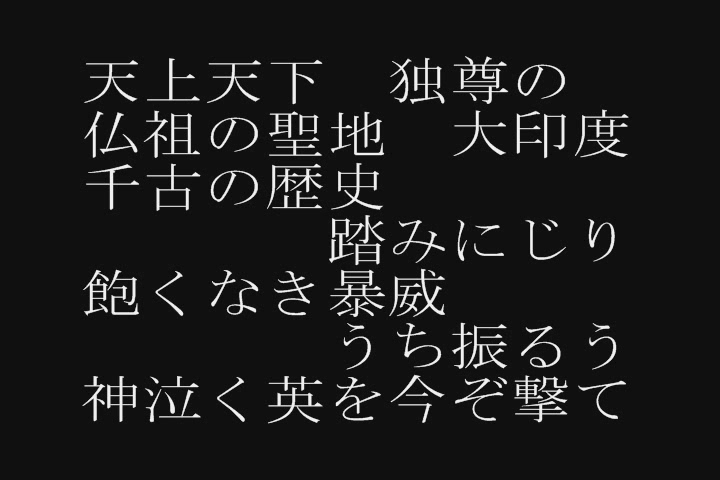 天上天下　独尊の
仏祖の聖地　大印度
千古の歴史
踏みにじり
飽くなき暴威
うち振るう
神泣く英を今ぞ撃て